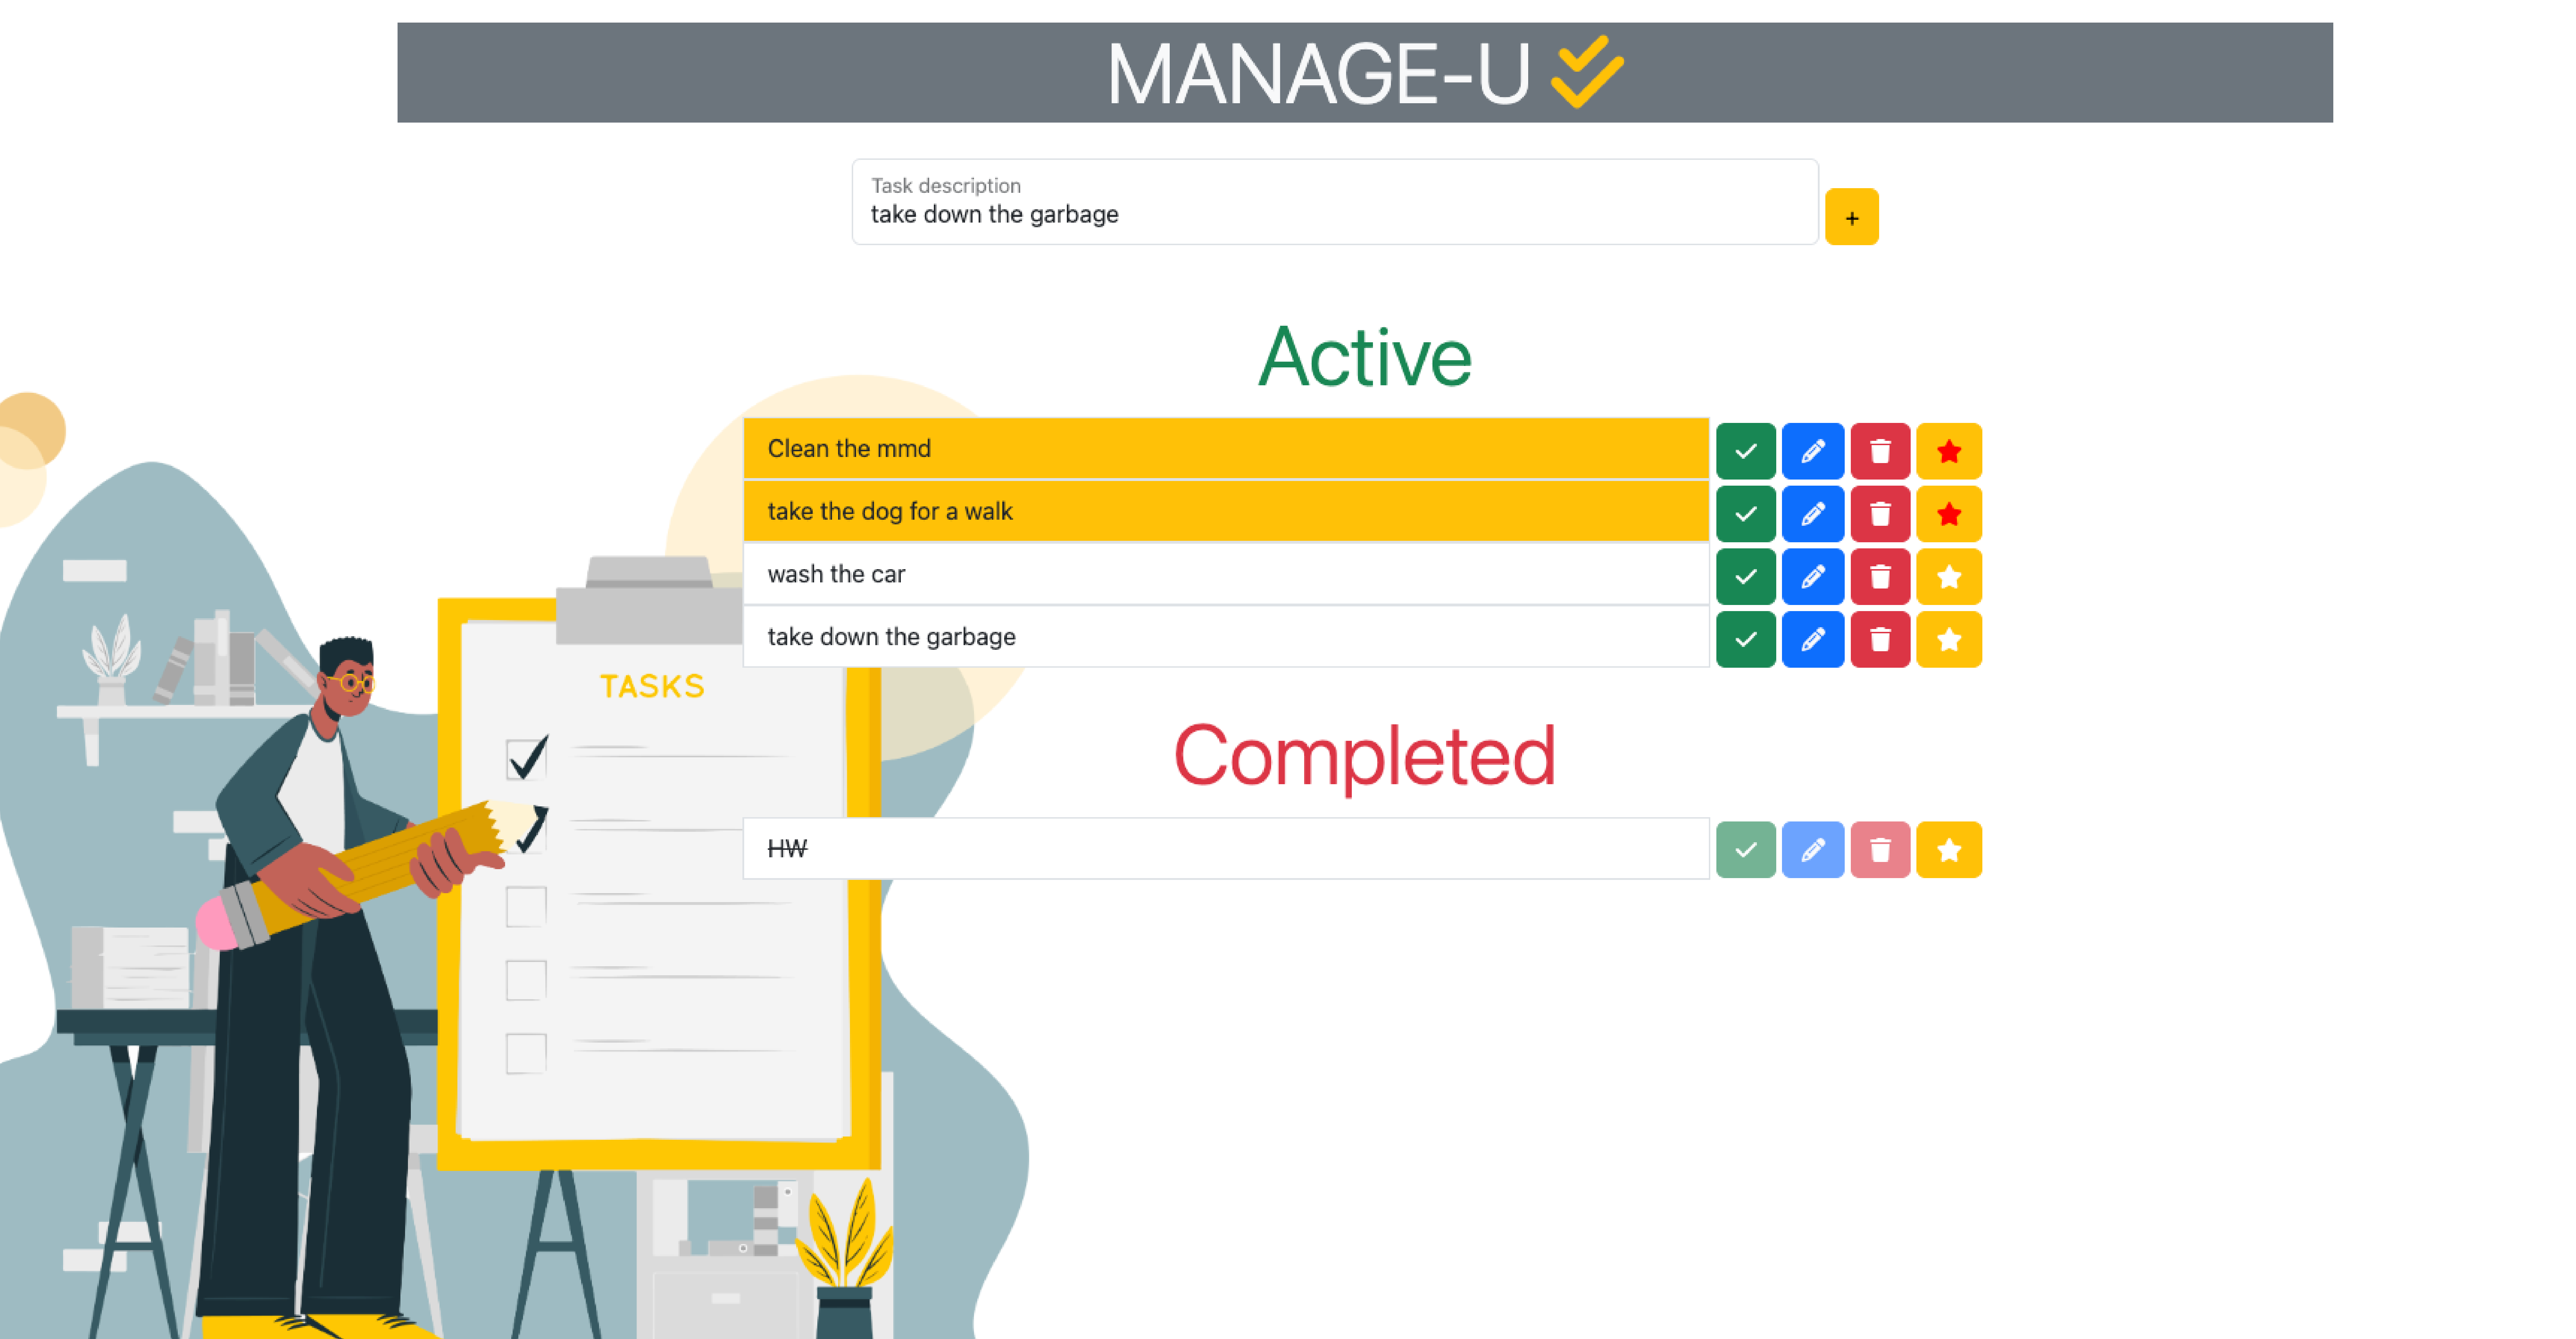 MANAGE-U
Task description
take down the garbage
+
Active
Clean the mmd
take the dog for a walk
wash the car
take down the garbage
TASKS
Completed
HW